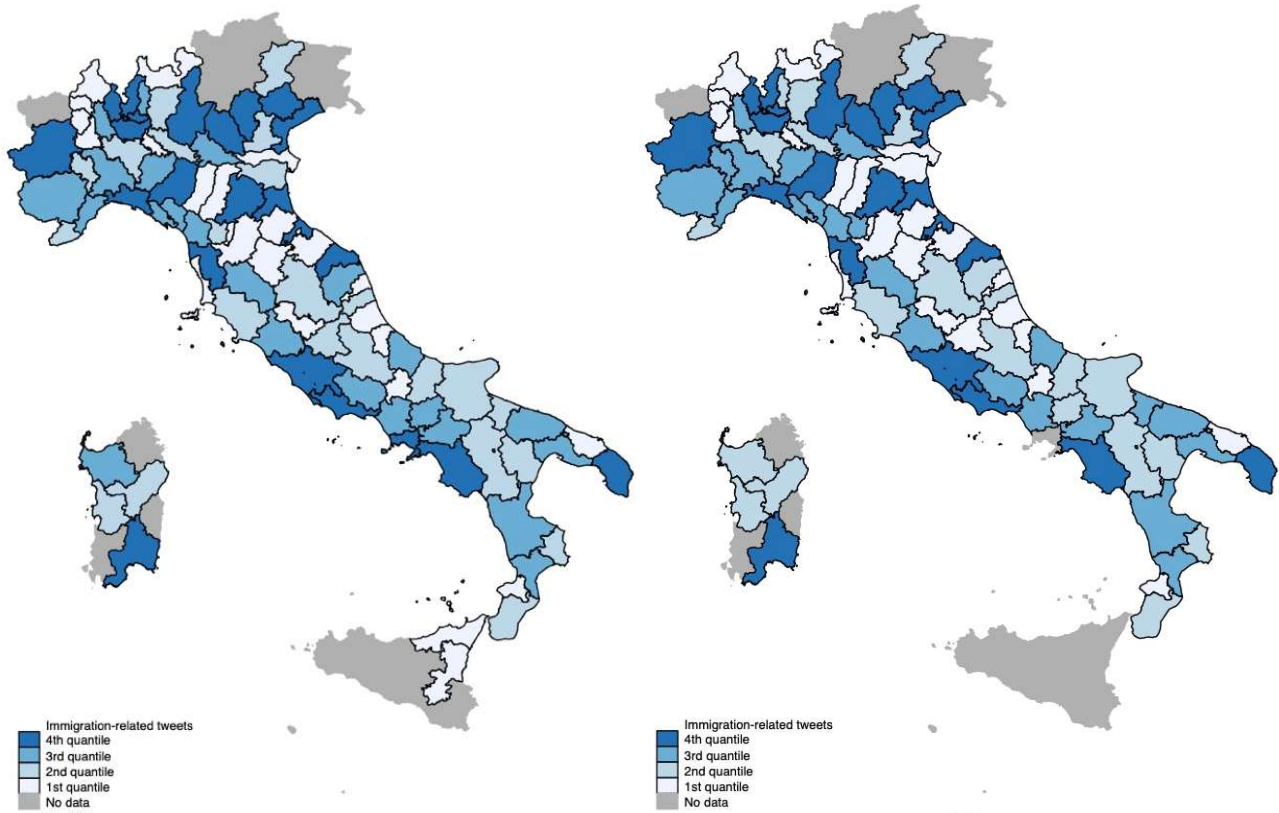 Immigration-related tweets
4th quantile
3rd quantile
2nd quantile
1st quantile
No data
Immigration-related tweets
4th quantile
3rd quantile
2nd quantile
1st quantile
No data